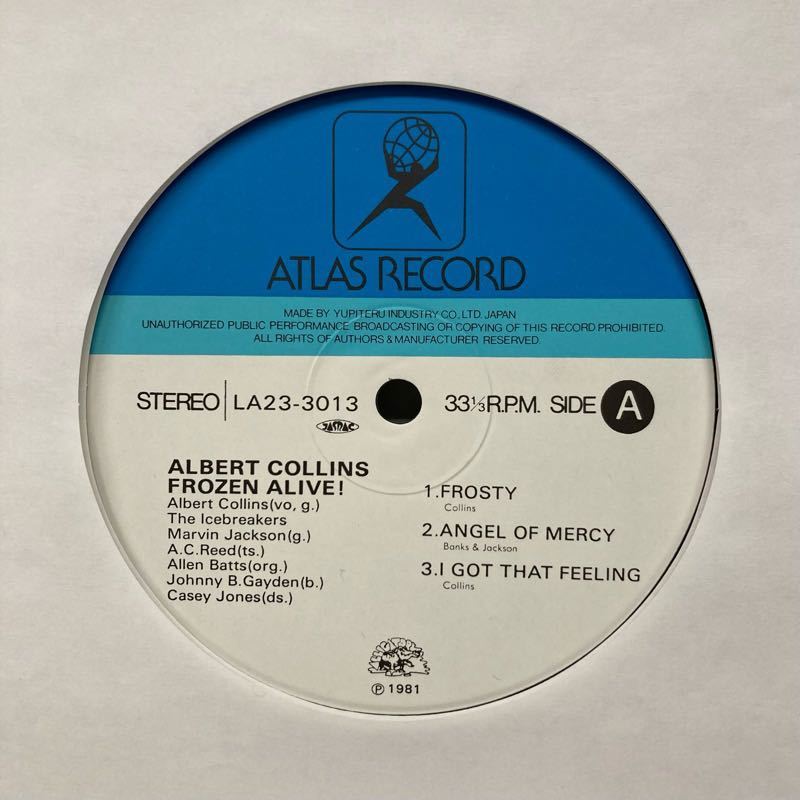 ATLAS RECORD
MADE BY YUPITERU INDUSTRY CO., LTD. JAPAN
UNAUTHORIZED PUBLIC PERFORMANCE BROADCASTING OR COPYING OF THIS RECORD PROHIBITED.
ALL RIGHTS OF AUTHORS & MANUFACTURER RESERVED.
STEREO LA23-3013 33⅓R.P.M. SIDE A
JASRAC
ALBERT COLLINS
FROZEN ALIVE!
Albert Collins(vo, g.)
The Icebreakers
Marvin Jackson(g.)
A.C.Reed(ts.)
Allen Batts(org.)
Johnny B.Gayden(b.)
Casey Jones(ds.)
1.FROSTY
Collins
2.ANGEL OF MERCY
Banks & Jackson
3.I GOT THAT FEELING
Collins
Ⓟ 1981